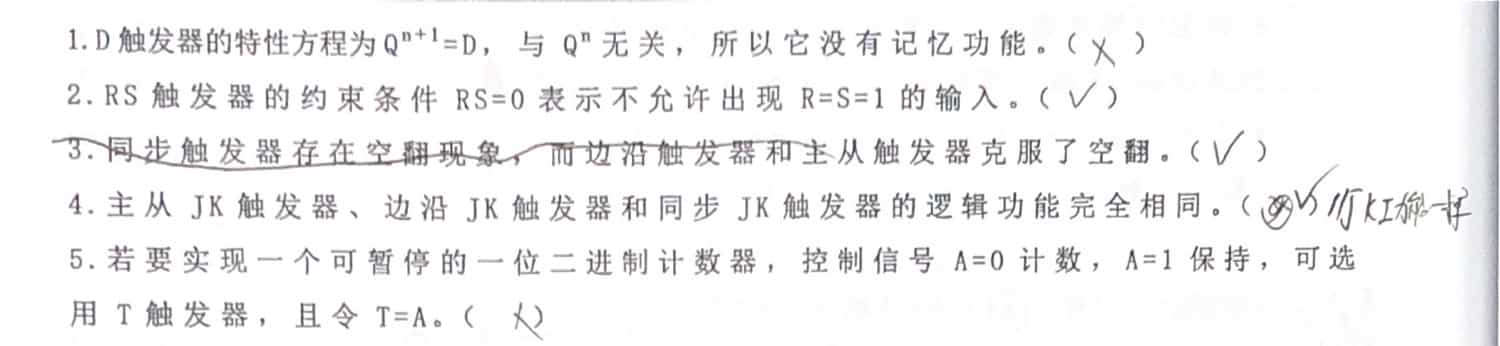 1.D 触发器的特性方程为 Qⁿ⁺¹=D，与 Qⁿ 无关，所以它没有记忆功能。（ X ）
2.RS 触发器的约束条件 RS=0 表示不允许出现 R=S=1 的输入。（ √ ）
3.同步触发器存在空翻现象，而边沿触发器和主从触发器克服了空翻。（ √ ）
4.主从 JK 触发器、边沿 JK 触发器和同步 JK 触发器的逻辑功能完全相同。（ √
5.若要实现一个可暂停的一位二进制计数器，控制信号 A=0 计数，A=1 保持，可选
用 T 触发器，且令 T=A。（ X ）